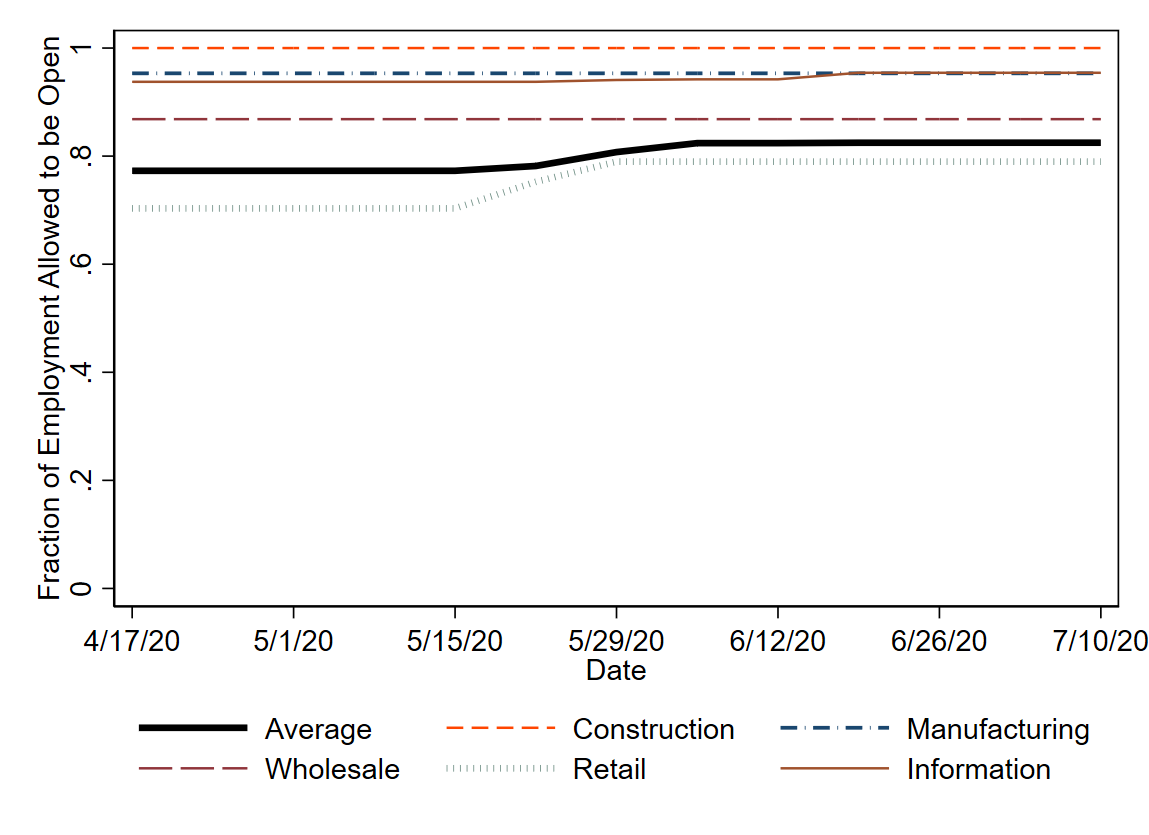 Fraction of Employment Allowed to be Open
1
.8
.6
.4
.2
0
4/17/20 5/1/20 5/15/20 5/29/20 6/12/20 6/26/20 7/10/20
Date
Average Construction Manufacturing
Wholesale Retail Information